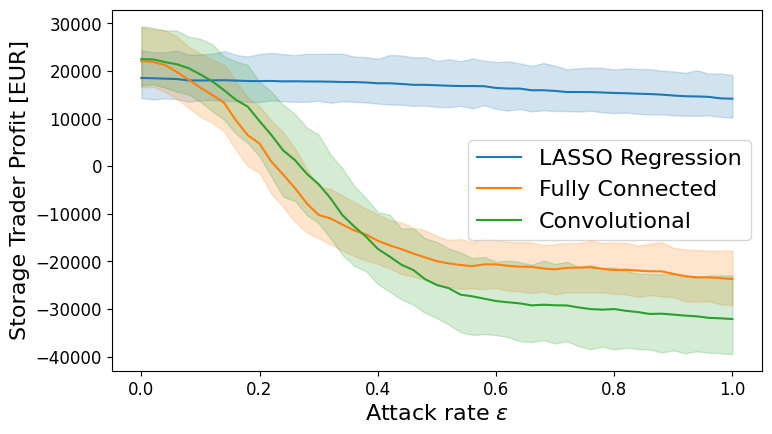 Storage Trader Profit [EUR]
30000
20000
10000
0
−10000
−20000
−30000
−40000
LASSO Regression
Fully Connected
Convolutional
0.0 0.2 0.4 0.6 0.8 1.0
Attack rate ε